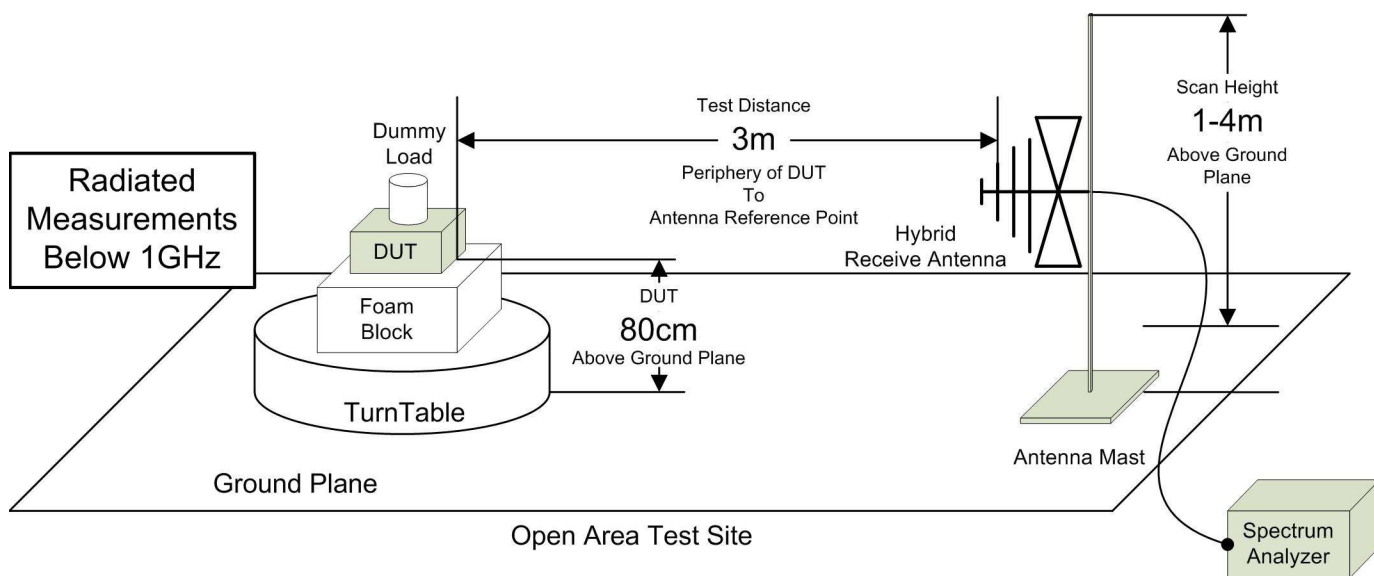 Radiated
Measurements
Below 1GHz
Dummy
Load
DUT
Foam
Block
TurnTable
Ground Plane
Test Distance
3m
Periphery of DUT
To
Antenna Reference Point
DUT
80cm
Above Ground Plane
Hybrid
Receive Antenna
Scan Height
1-4m
Above Ground
Plane
Antenna Mast
Open Area Test Site
Spectrum
Analyzer